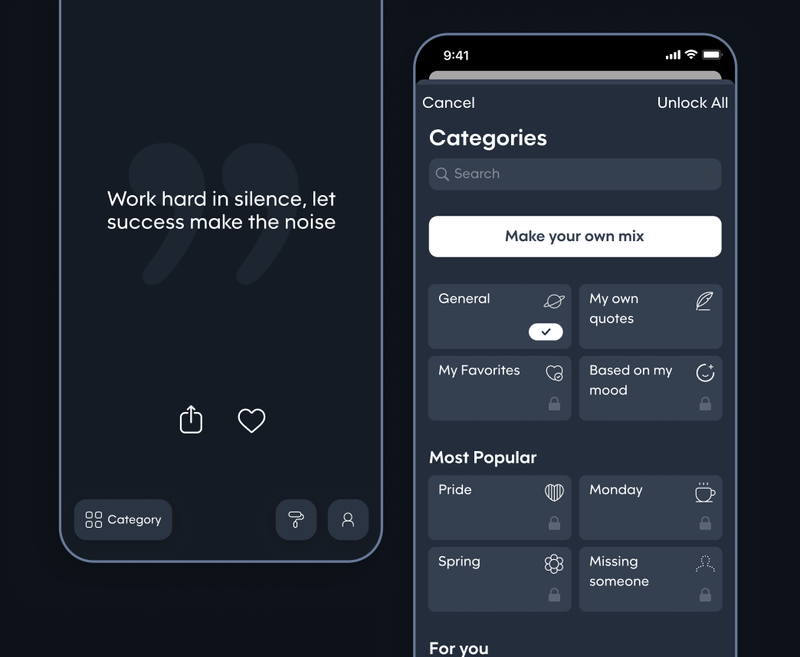 Work hard in silence, let
success make the noise
Category
9:41
Cancel
Unlock All
Categories
Search
Make your own mix
General
My own
quotes
My Favorites
Based on my
mood
Most Popular
Pride
Monday
Spring
Missing
someone
For you